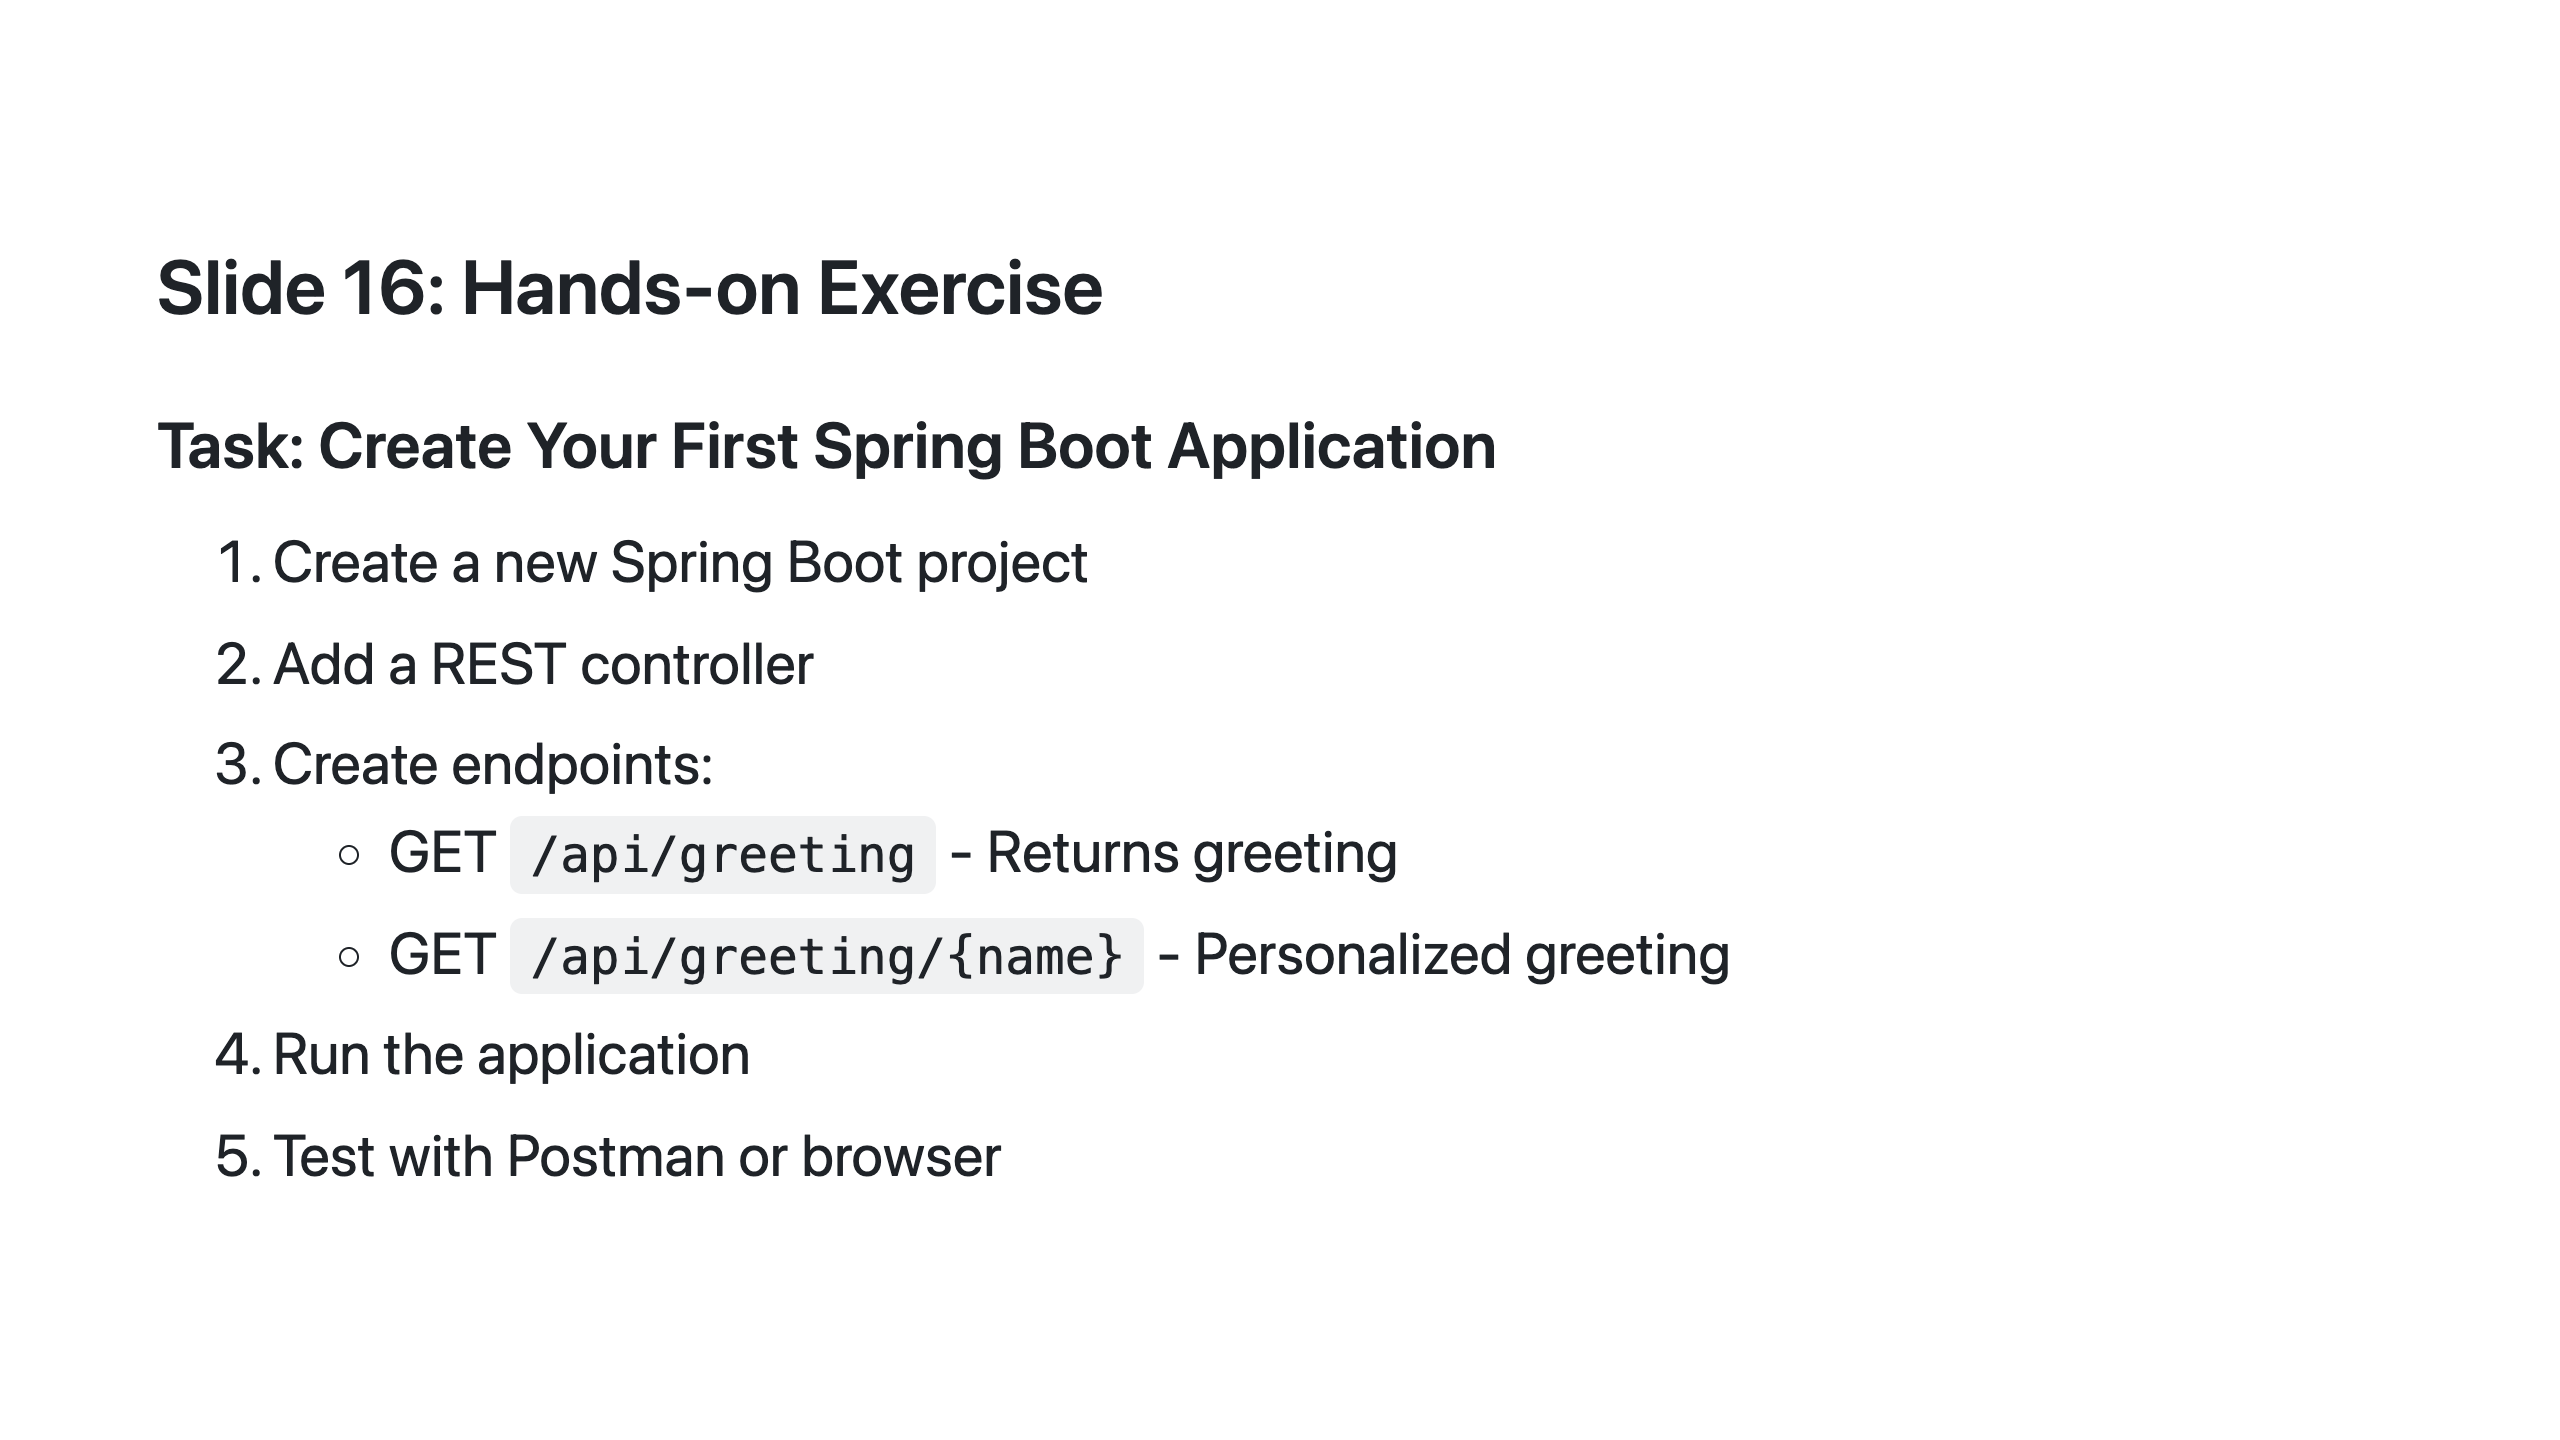 Slide 16: Hands-on Exercise
Task: Create Your First Spring Boot Application
1. Create a new Spring Boot project
2. Add a REST controller
3. Create endpoints:
○ GET /api/greeting - Returns greeting
○ GET /api/greeting/{name} - Personalized greeting
4. Run the application
5. Test with Postman or browser